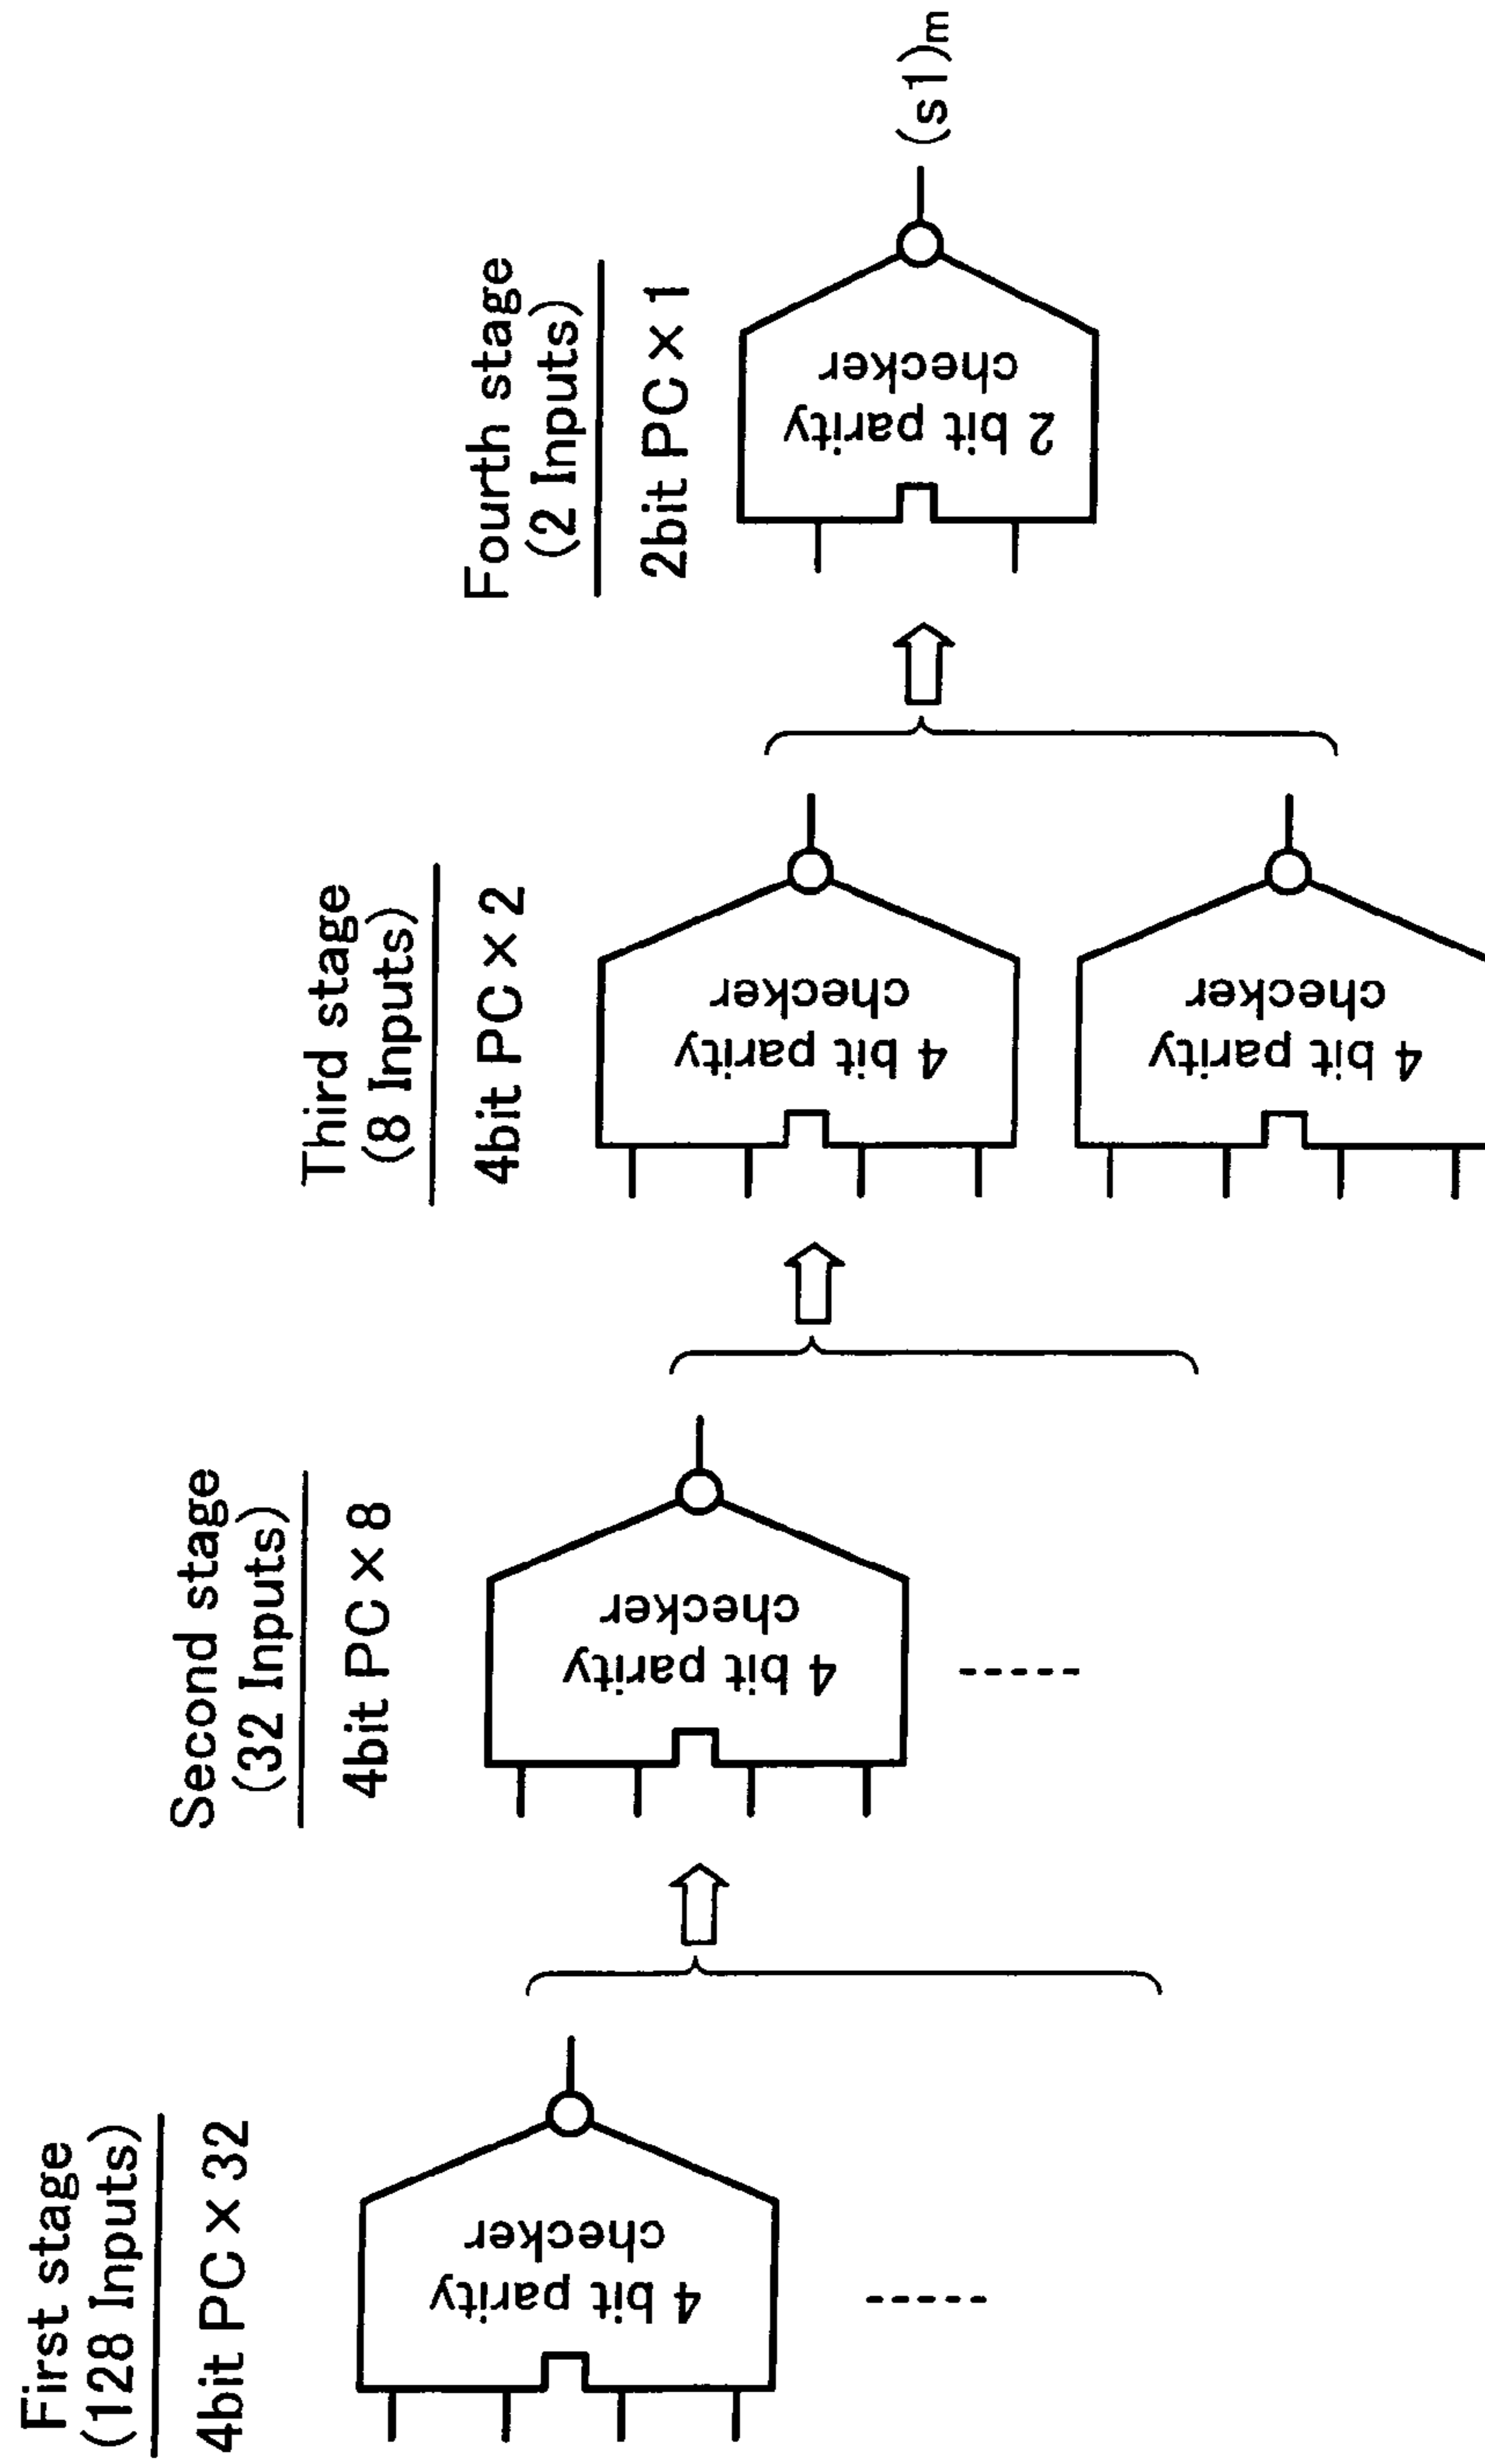 First stage
(128 Inputs)
4bit PC × 32
4 bit parity
checker
-----
Second stage
(32 Inputs)
4bit PC × 8
4 bit parity
checker
-----
Third stage
(8 Inputs)
4bit PC × 2
4 bit parity
checker
4 bit parity
checker
Fourth stage
(2 Inputs)
2bit PC × 1
2 bit parity
checker
(s1)m